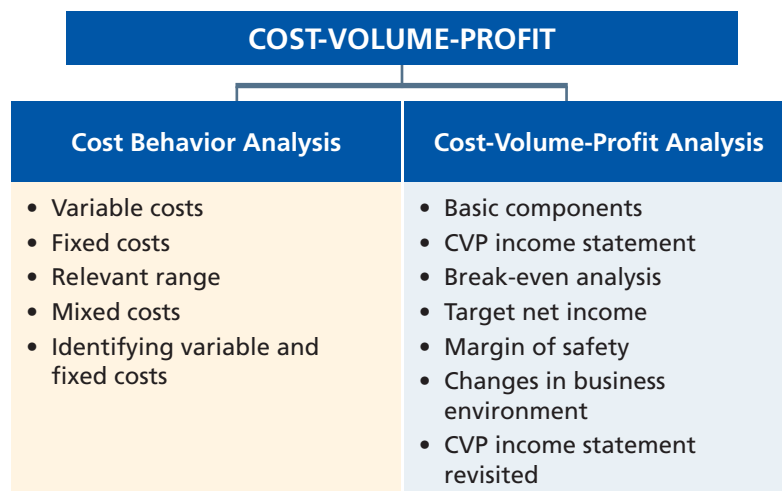 COST-VOLUME-PROFIT
Cost Behavior Analysis
• Variable costs
• Fixed costs
• Relevant range
• Mixed costs
• Identifying variable and
fixed costs
Cost-Volume-Profit Analysis
• Basic components
• CVP income statement
• Break-even analysis
• Target net income
• Margin of safety
• Changes in business
environment
• CVP income statement
revisited